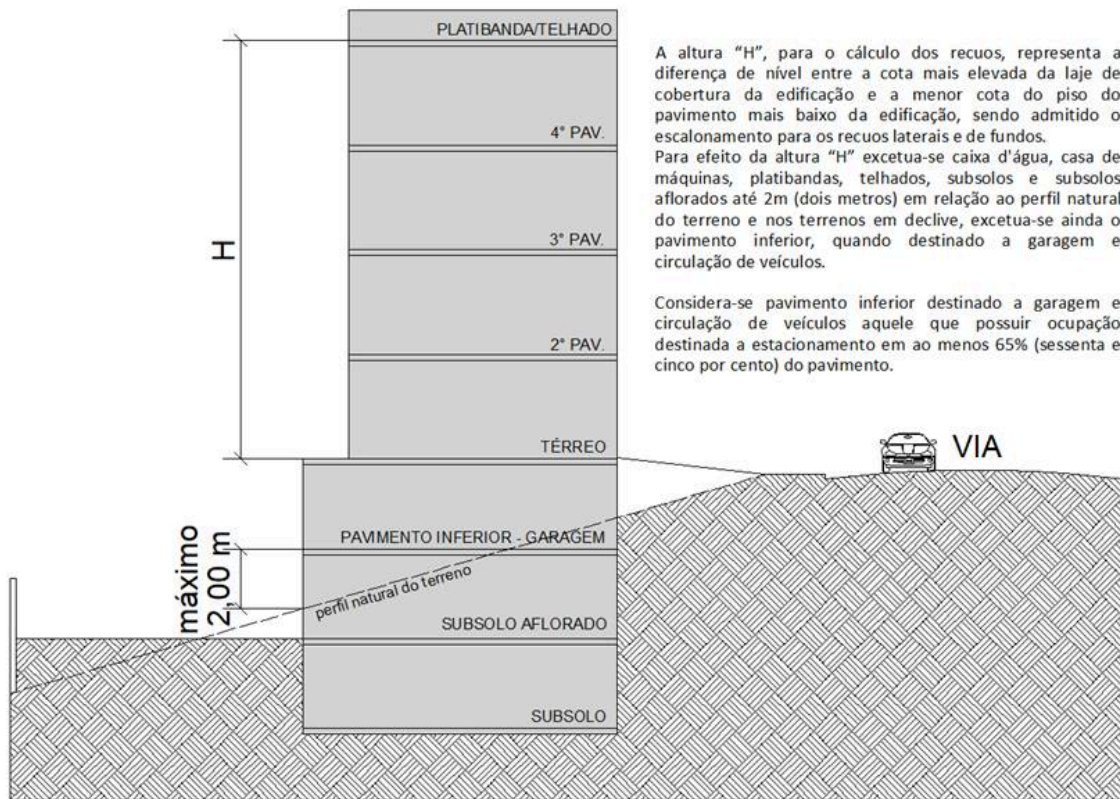 PLATIBANDA/TELHADO
A altura “H”, para o cálculo dos recuos, representa a
diferença de nível entre a cota mais elevada da laje de
cobertura da edificação e a menor cota do piso do
pavimento mais baixo da edificação, sendo admitido o
escalonamento para os recuos laterais e de fundos.
Para efeito da altura “H” excetua-se caixa d'água, casa de
máquinas, platibandas, telhados, subsolos e subsolos
aflorados até 2m (dois metros) em relação ao perfil natural
do terreno e nos terrenos em declive, excetua-se ainda o
pavimento inferior, quando destinado a garagem e
circulação de veículos.
Considera-se pavimento inferior destinado a garagem e
circulação de veículos aquele que possuir ocupação
destinada a estacionamento em ao menos 65% (sessenta e
cinco por cento) do pavimento.
4° PAV.
H
3° PAV.
2° PAV.
TÉRREO
VIA
PAVIMENTO INFERIOR - GARAGEM
máximo
2,00 m
perfil natural do terreno
SUBSOLO AFLORADO
SUBSOLO